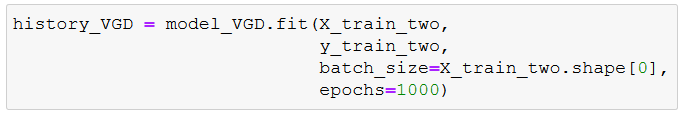 history_VGD = model_VGD.fit(X_train_two,
y_train_two,
batch_size=X_train_two.shape[0],
epochs=1000)